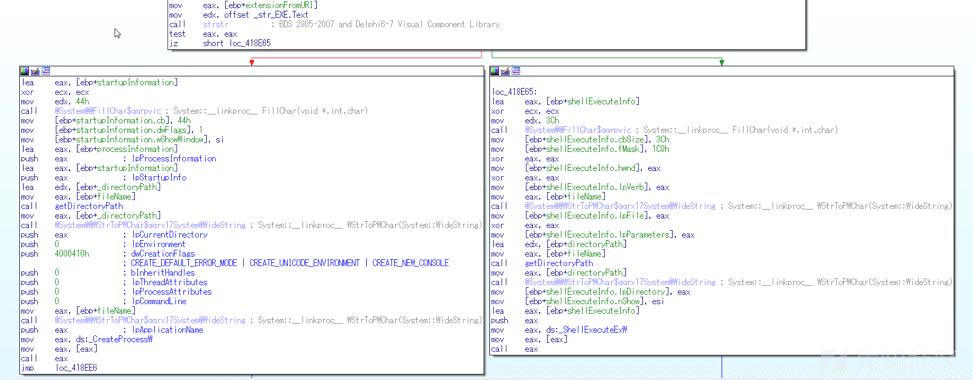 mov eax, [ebp+extensionFromURI]
mov edx, offset _str_EXE.Text
call strstr ; BDS 2005-2007 and Delphi6-7 Visual Component Library
test eax, eax
jz short loc_418E65
lea eax, [ebp+startupInformation]
xor ecx, ecx
mov edx, 44h
call @System@@FillChar$qqrpvic ; System::__linkproc__ FillChar(void *,int,char)
mov [ebp+startupInformation.cb], 44h
mov [ebp+startupInformation.dwFlags], 1
mov [ebp+startupInformation.wShowWindow], si
lea eax, [ebp+processInformation]
push eax ; lpProcessInformation
lea eax, [ebp+startupInformation]
push eax ; lpStartupInfo
lea edx, [ebp+_directoryPath]
mov eax, [ebp+fileName]
call getDirectoryPath
mov eax, [ebp+_directoryPath]
call @System@@WStrToPWChar$qqrx17System@WideString ; System::__linkproc__ WStrToPWChar(System::WideString)
push eax ; lpCurrentDirectory
push 0 ; lpEnvironment
push 4000410h ; dwCreationFlags
; CREATE_DEFAULT_ERROR_MODE | CREATE_UNICODE_ENVIRONMENT | CREATE_NEW_CONSOLE
push 0 ; bInheritHandles
push 0 ; lpThreadAttributes
push 0 ; lpProcessAttributes
push 0 ; lpCommandLine
mov eax, [ebp+fileName]
call @System@@WStrToPWChar$qqrx17System@WideString ; System::__linkproc__ WStrToPWChar(System::WideString)
push eax ; lpApplicationName
mov eax, ds:_CreateProcessW
mov eax, [eax]
call eax
jmp loc_418EE6
loc_418E65:
lea eax, [ebp+shellExecuteInfo]
xor ecx, ecx
mov edx, 3Ch
call @System@@FillChar$qqrpvic ; System::__linkproc__ FillChar(void *,int,char)
mov [ebp+shellExecuteInfo.cbSize], 3Ch
mov [ebp+shellExecuteInfo.fMask], 1C0h
xor eax, eax
mov [ebp+shellExecuteInfo.hwnd], eax
xor eax, eax
mov [ebp+shellExecuteInfo.lpVerb], eax
mov eax, [ebp+fileName]
call @System@@WStrToPWChar$qqrx17System@WideString ; System::__linkproc__ WStrToPWChar(System::WideString)
mov [ebp+shellExecuteInfo.lpFile], eax
xor eax, eax
mov [ebp+shellExecuteInfo.lpParameters], eax
lea edx, [ebp+directoryPath]
mov eax, [ebp+fileName]
call getDirectoryPath
mov eax, [ebp+directoryPath]
call @System@@WStrToPWChar$qqrx17System@WideString ; System::__linkproc__ WStrToPWChar(System::WideString)
mov [ebp+shellExecuteInfo.lpDirectory], eax
mov [ebp+shellExecuteInfo.nShow], esi
lea eax, [ebp+shellExecuteInfo]
push eax
mov eax, ds:_ShellExecuteExW
mov eax, [eax]
call eax